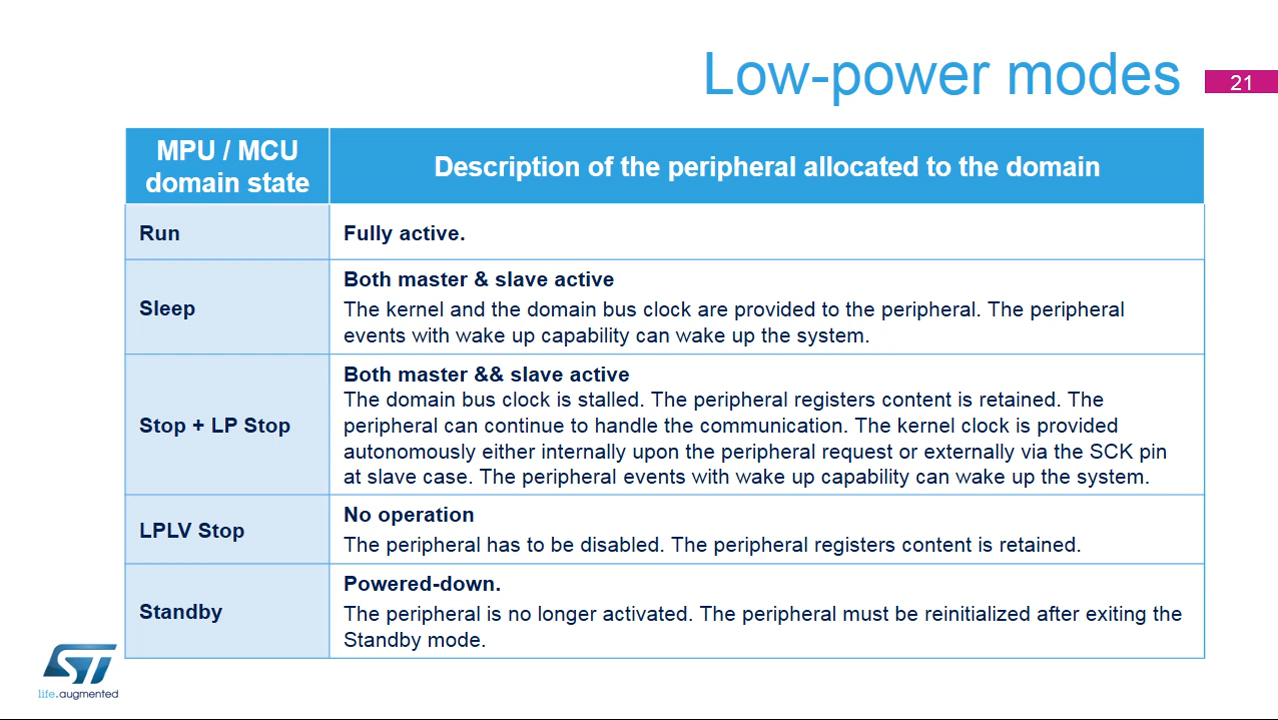 Low-power modes
21
MPU / MCU
domain state
Description of the peripheral allocated to the domain
Run
Fully active.
Sleep
Both master & slave active
The kernel and the domain bus clock are provided to the peripheral. The peripheral
events with wake up capability can wake up the system.
Stop + LP Stop
Both master && slave active
The domain bus clock is stalled. The peripheral registers content is retained. The
peripheral can continue to handle the communication. The kernel clock is provided
autonomously either internally upon the peripheral request or externally via the SCK pin
at slave case. The peripheral events with wake up capability can wake up the system.
LPLV Stop
No operation
The peripheral has to be disabled. The peripheral registers content is retained.
Standby
Powered-down.
The peripheral is no longer activated. The peripheral must be reinitialized after exiting the
Standby mode.
ST
life.augmented